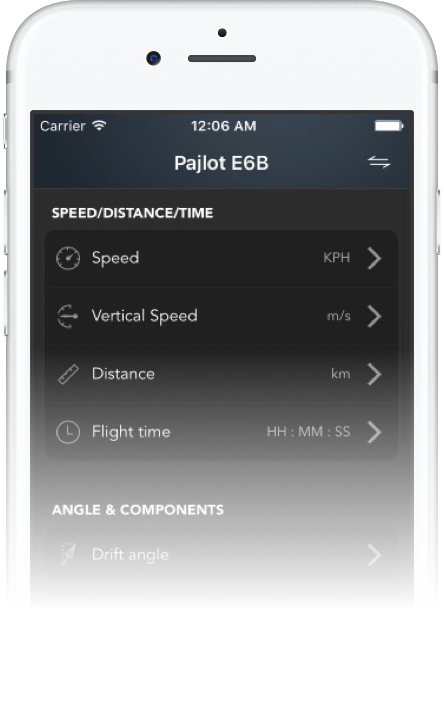 Carrier 12:06 AM
Pajlot E6B
SPEED/DISTANCE/TIME
Speed KPH
Vertical Speed m/s
Distance km
Flight time HH : MM : SS
ANGLE & COMPONENTS
Drift angle